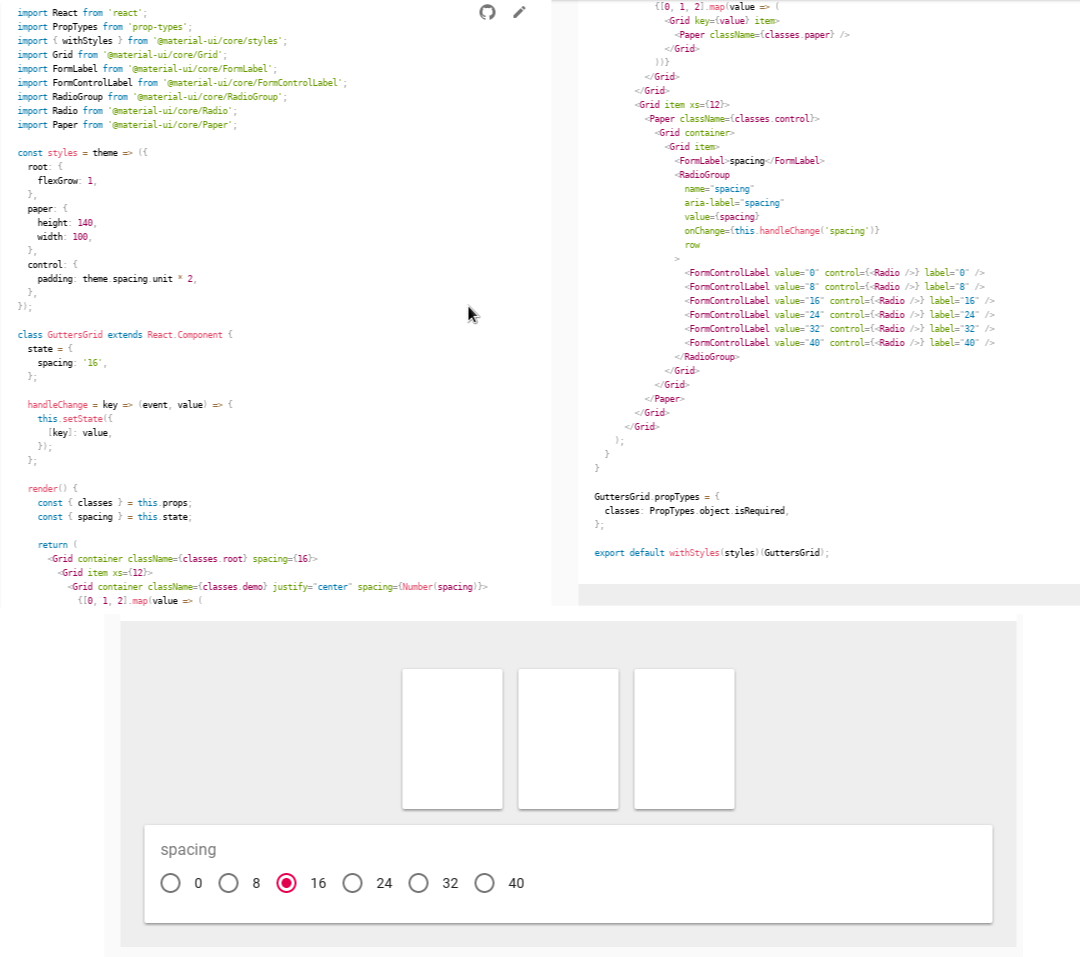 import React from 'react';
import PropTypes from 'prop-types';
import { withStyles } from '@material-ui/core/styles';
import Grid from '@material-ui/core/Grid';
import FormLabel from '@material-ui/core/FormLabel';
import FormControlLabel from '@material-ui/core/FormControlLabel';
import RadioGroup from '@material-ui/core/RadioGroup';
import Radio from '@material-ui/core/Radio';
import Paper from '@material-ui/core/Paper';
const styles = theme => ({
root: {
flexGrow: 1,
},
paper: {
height: 140,
width: 100,
},
control: {
padding: theme.spacing.unit * 2,
},
});
class GuttersGrid extends React.Component {
state = {
spacing: '16',
};
handleChange = key => (event, value) => {
this.setState({
[key]: value,
});
};
render() {
const { classes } = this.props;
const { spacing } = this.state;
return (
<Grid container className={classes.root} spacing={16}>
<Grid item xs={12}>
<Grid container className={classes.demo} justify="center" spacing={Number(spacing)}>
{[0, 1, 2].map(value => (
{[0, 1, 2].map(value => (
<Grid key={value} item>
<Paper className={classes.paper} />
</Grid>
))}
</Grid>
</Grid>
<Grid item xs={12}>
<Paper className={classes.control}>
<Grid container>
<Grid item>
<FormLabel>spacing</FormLabel>
<RadioGroup
name="spacing"
aria-label="spacing"
value={spacing}
onChange={this.handleChange('spacing')}
row
>
<FormControlLabel value="0" control={<Radio />} label="0" />
<FormControlLabel value="8" control={<Radio />} label="8" />
<FormControlLabel value="16" control={<Radio />} label="16" />
<FormControlLabel value="24" control={<Radio />} label="24" />
<FormControlLabel value="32" control={<Radio />} label="32" />
<FormControlLabel value="40" control={<Radio />} label="40" />
</RadioGroup>
</Grid>
</Grid>
</Paper>
</Grid>
</Grid>
);
}
}
GuttersGrid.propTypes = {
classes: PropTypes.object.isRequired,
};
export default withStyles(styles)(GuttersGrid);
spacing
0 8 16 24 32 40